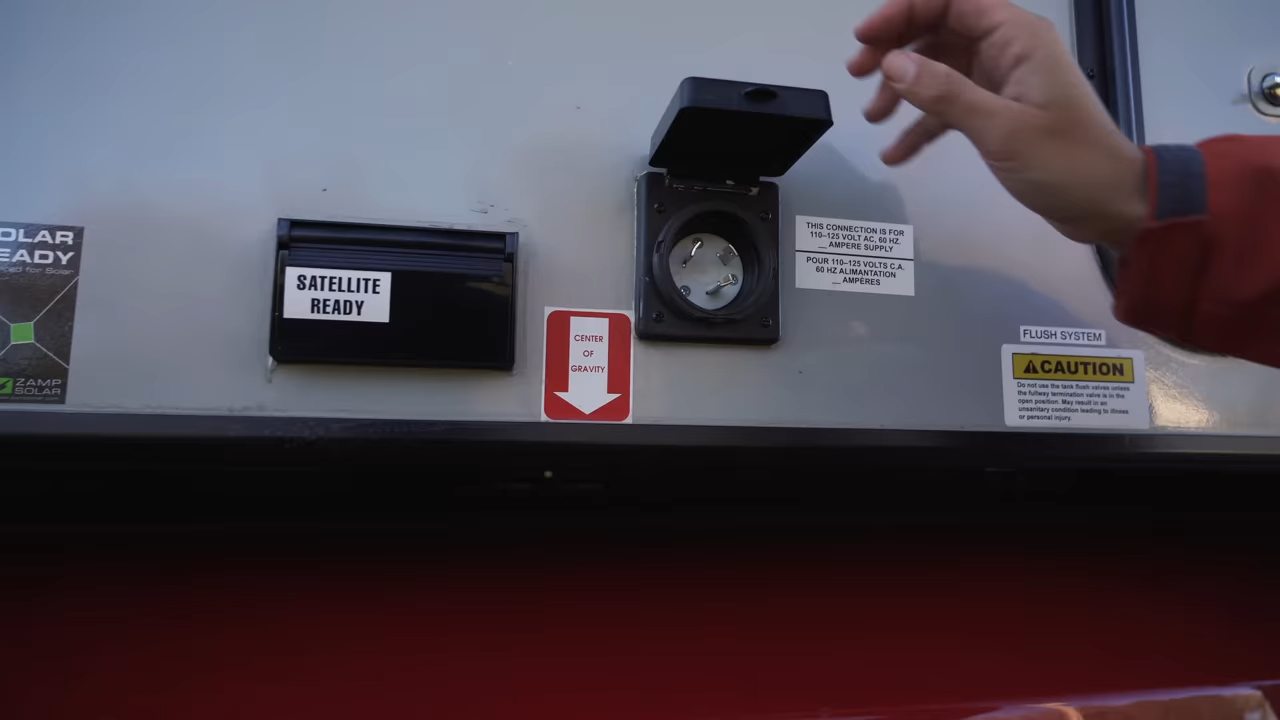 OLAR
EADY
ed for Solar
ZAMP
SOLAR
SATELLITE
READY
CENTER
OF
GRAVITY
THIS CONNECTION IS FOR
110–125 VOLT AC, 60 HZ.
__ AMPERE SUPPLY
POUR 110–125 VOLTS C.A.
60 HZ ALIMANTATION
__ AMPÈRES
FLUSH SYSTEM
CAUTION
Do not use the tank flush valves unless
the fullway termination valve is in the
open position. May result in an
unsanitary condition leading to illness
or personal injury.